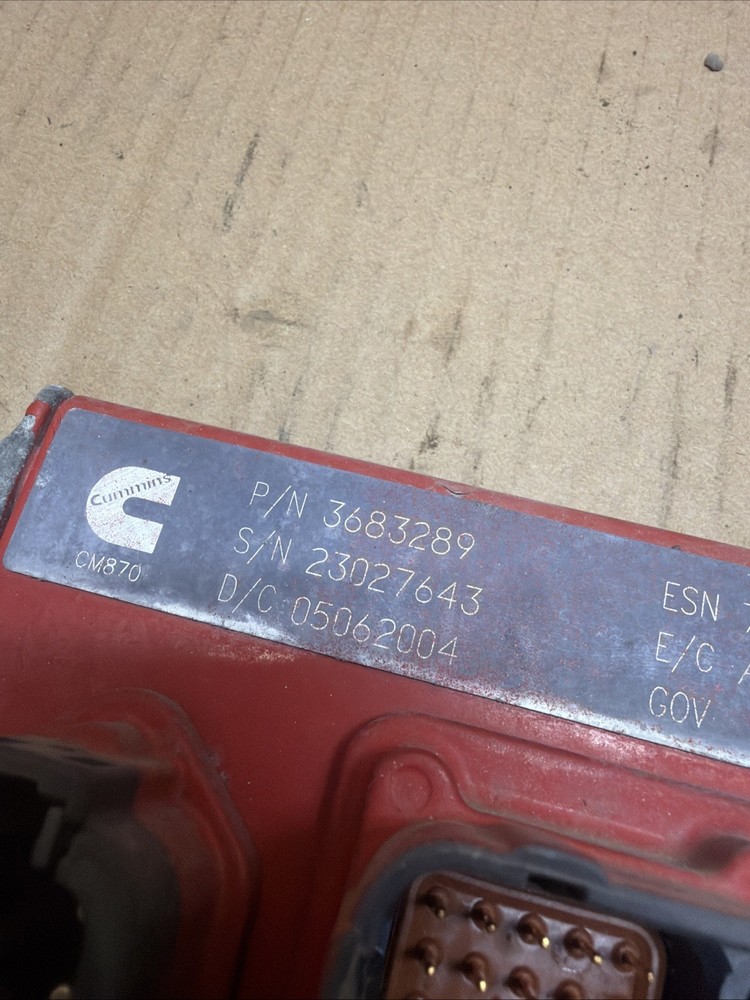 Cummins
CM870
P/N 3683289
S/N 23027643
D/C 05062004
ESN
E/C
GOV